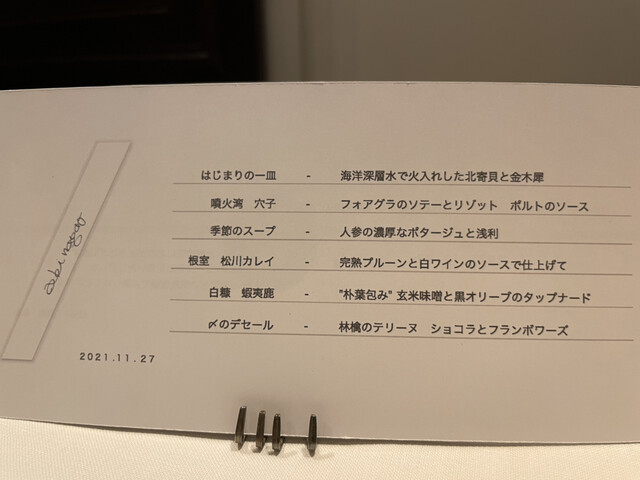 はじまりの一皿 - 海洋深層水で火入れした北寄貝と金木犀
噴火湾 穴子 - フォアグラのソテーとリゾット ポルトのソース
季節のスープ - 人参の濃厚なポタージュと浅利
根室 松川カレイ - 完熟プルーンと白ワインのソースで仕上げて
白糠 蝦夷鹿 - "朴葉包み" 玄米味噌と黒オリーブのタップナード
〆のデセール - 林檎のテリーヌ ショコラとフランボワーズ
2021.11.27